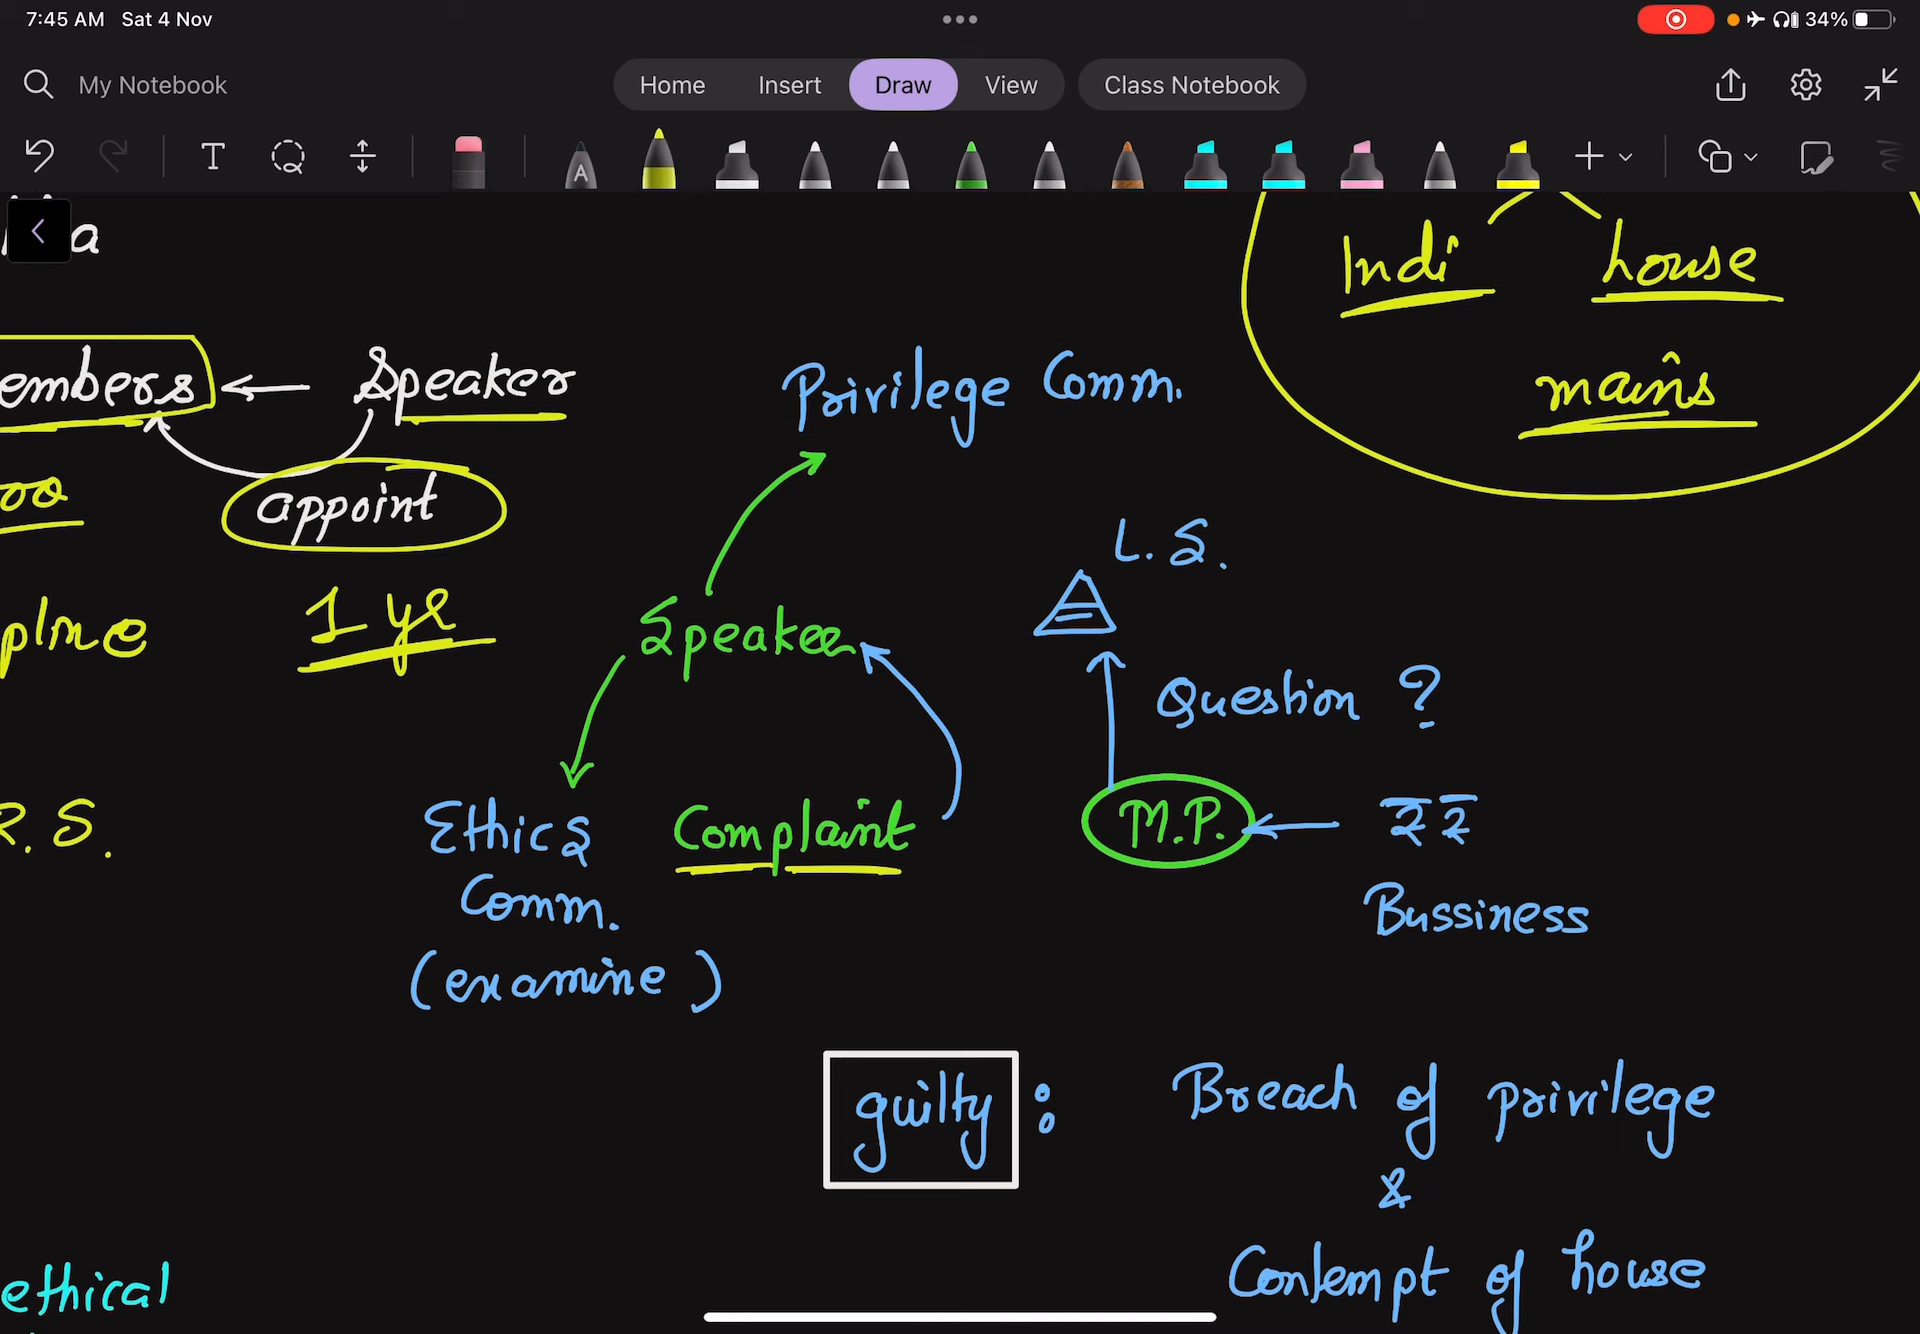 7:45 AM Sat 4 Nov
34%
My Notebook
Home Insert Draw View Class Notebook
T A
a
Indi house
mains
embers ← Speaker
appoint
Privilege Comm.
L.S.
1 yr
Speaker
Question ?
R.S.
Ethics
Comm.
(examine)
Complaint
M.P. ← ₹₹
Bussiness
guilty : Breach of privilege
&
Contempt of house
ethical